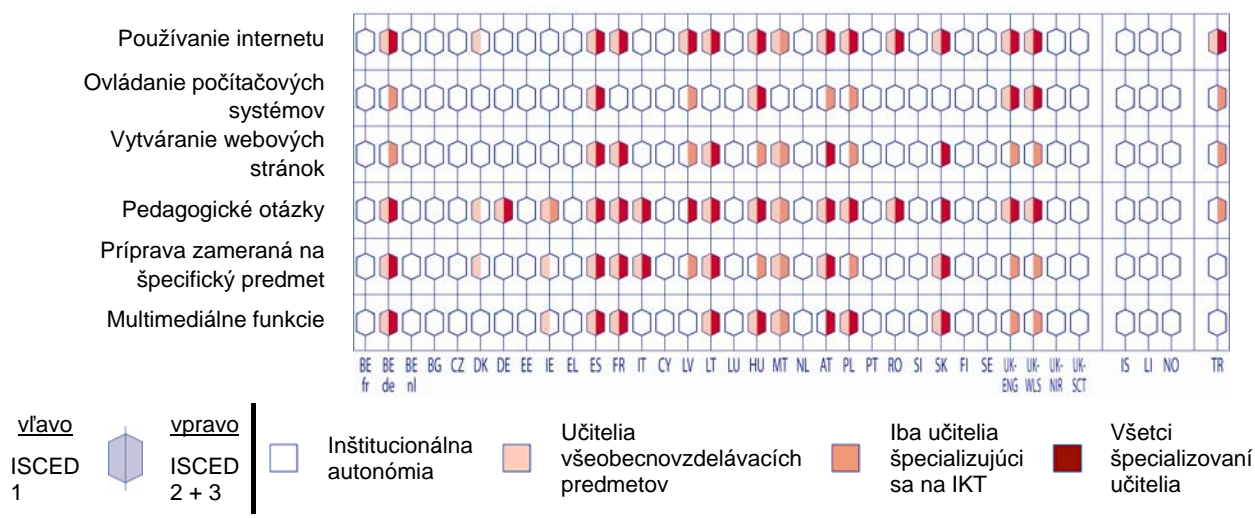 Používanie internetu
Ovládanie počítačových
systémov
Vytváranie webových
stránok
Pedagogické otázky
Príprava zameraná na
špecifický predmet
Multimediálne funkcie
BE fr BE de BE nl BG CZ DK DE EE IE EL ES FR IT CY LV LT LU HU MT NL AT PL PT RO SI SK FI SE UK-ENG UK-WLS UK-NIR UK-SCT IS LI NO TR
vľavo
ISCED
1
vpravo
ISCED
2 + 3
Inštitucionálna
autonómia
Učitelia
všeobecnovzdelávacích
predmetov
Iba učitelia
špecializujúci
sa na IKT
Všetci
špecializovaní
učitelia